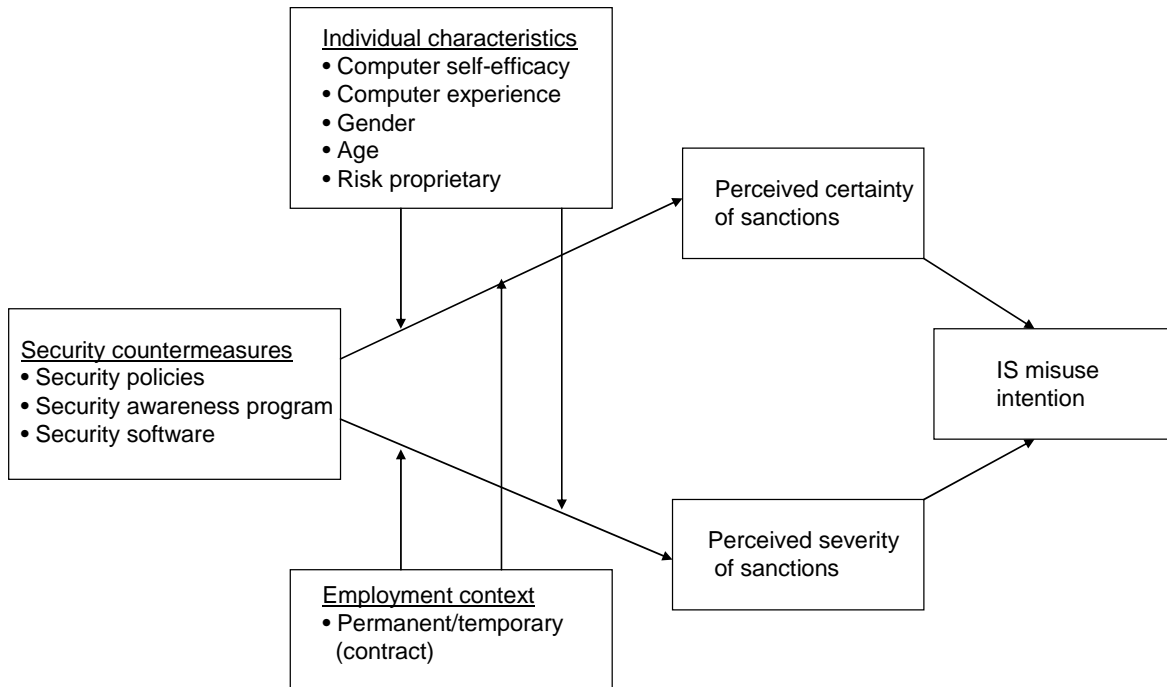 Individual characteristics
• Computer self-efficacy
• Computer experience
• Gender
• Age
• Risk proprietary
Perceived certainty
of sanctions
Security countermeasures
• Security policies
• Security awareness program
• Security software
IS misuse
intention
Perceived severity
of sanctions
Employment context
• Permanent/temporary
(contract)